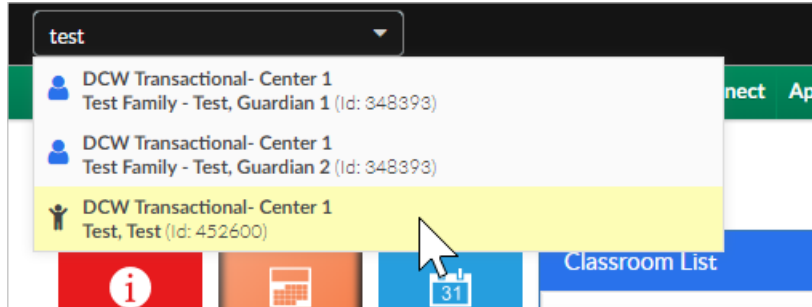 test
DCW Transactional- Center 1
Test Family - Test, Guardian 1 (Id: 348393)
DCW Transactional- Center 1
Test Family - Test, Guardian 2 (Id: 348393)
DCW Transactional- Center 1
Test, Test (Id: 452600)
nect Ap
Classroom List
31